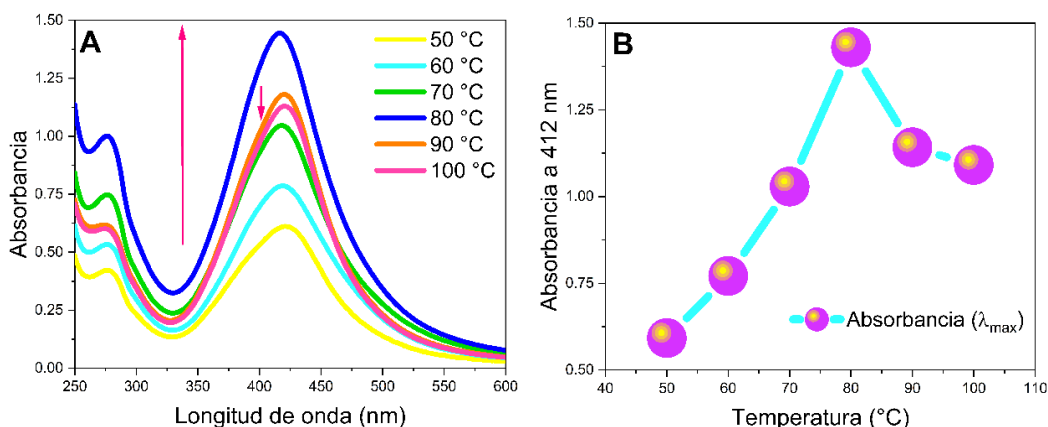 A
1.50
1.25
1.00
0.75
0.50
0.25
0.00
Absorbancia
250 300 350 400 450 500 550 600
Longitud de onda (nm)
50 °C
60 °C
70 °C
80 °C
90 °C
100 °C
B
1.50
1.25
1.00
0.75
0.50
Absorbancia a 412 nm
40 50 60 70 80 90 100 110
Temperatura (°C)
Absorbancia (λmax)